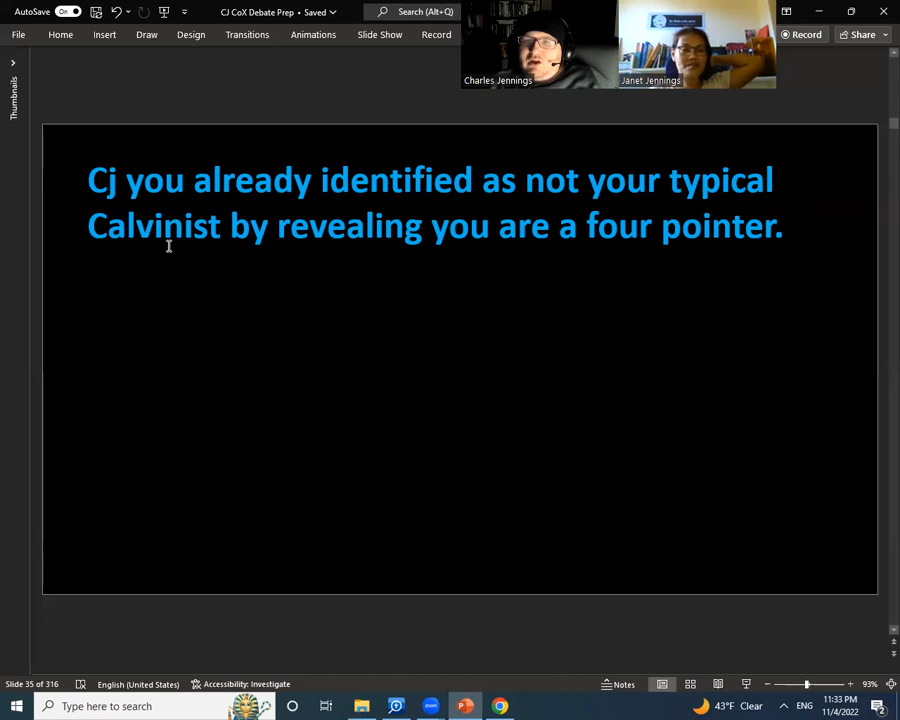 AutoSave On CJ CoX Debate Prep • Saved Search (Alt+Q)
File Home Insert Draw Design Transitions Animations Slide Show Record Record Share
Charles Jennings Janet Jennings
Thumbnails
Cj you already identified as not your typical
Calvinist by revealing you are a four pointer.
Slide 35 of 316 English (United States) Accessibility: Investigate Notes 93%
Type here to search 43°F Clear ENG 11:33 PM
11/4/2022 2